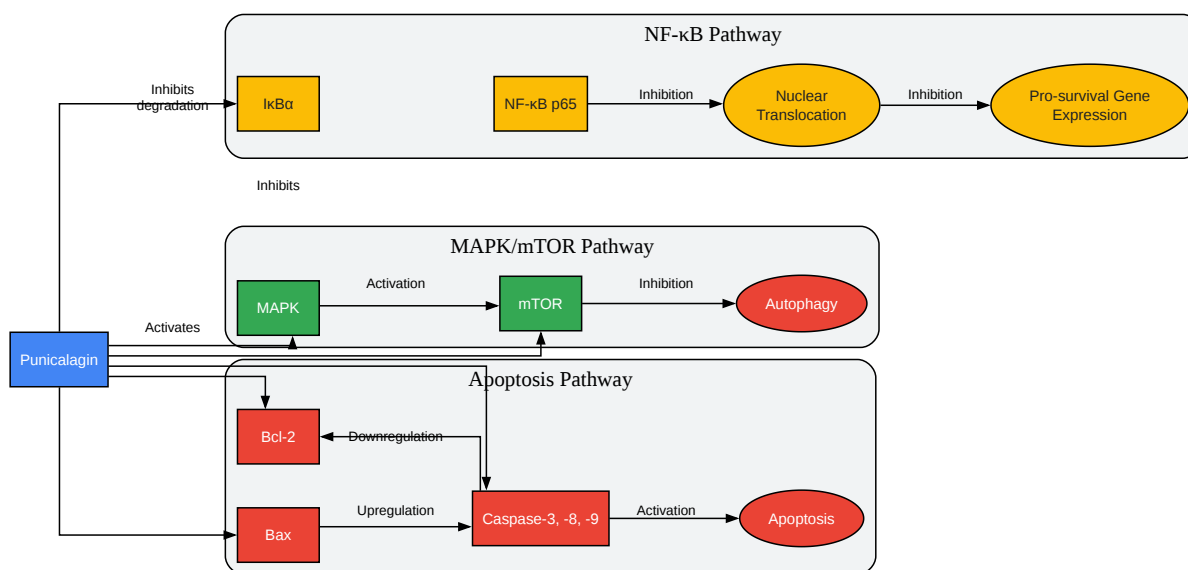 NF-κB Pathway
Inhibits
degradation
IκBα
NF-κB p65
Inhibition
Nuclear
Translocation
Inhibition
Pro-survival Gene
Expression
Inhibits
MAPK/mTOR Pathway
MAPK
Activation
mTOR
Inhibition
Autophagy
Activates
Punicalagin
Apoptosis Pathway
Bcl-2
Downregulation
Bax
Upregulation
Caspase-3, -8, -9
Activation
Apoptosis